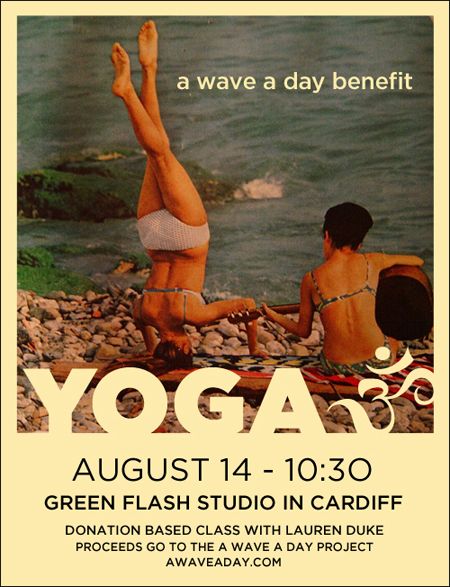 a wave a day benefit
YOGA ॐ
AUGUST 14 - 10:30
GREEN FLASH STUDIO IN CARDIFF
DONATION BASED CLASS WITH LAUREN DUKE
PROCEEDS GO TO THE A WAVE A DAY PROJECT
AWAVEADAY.COM